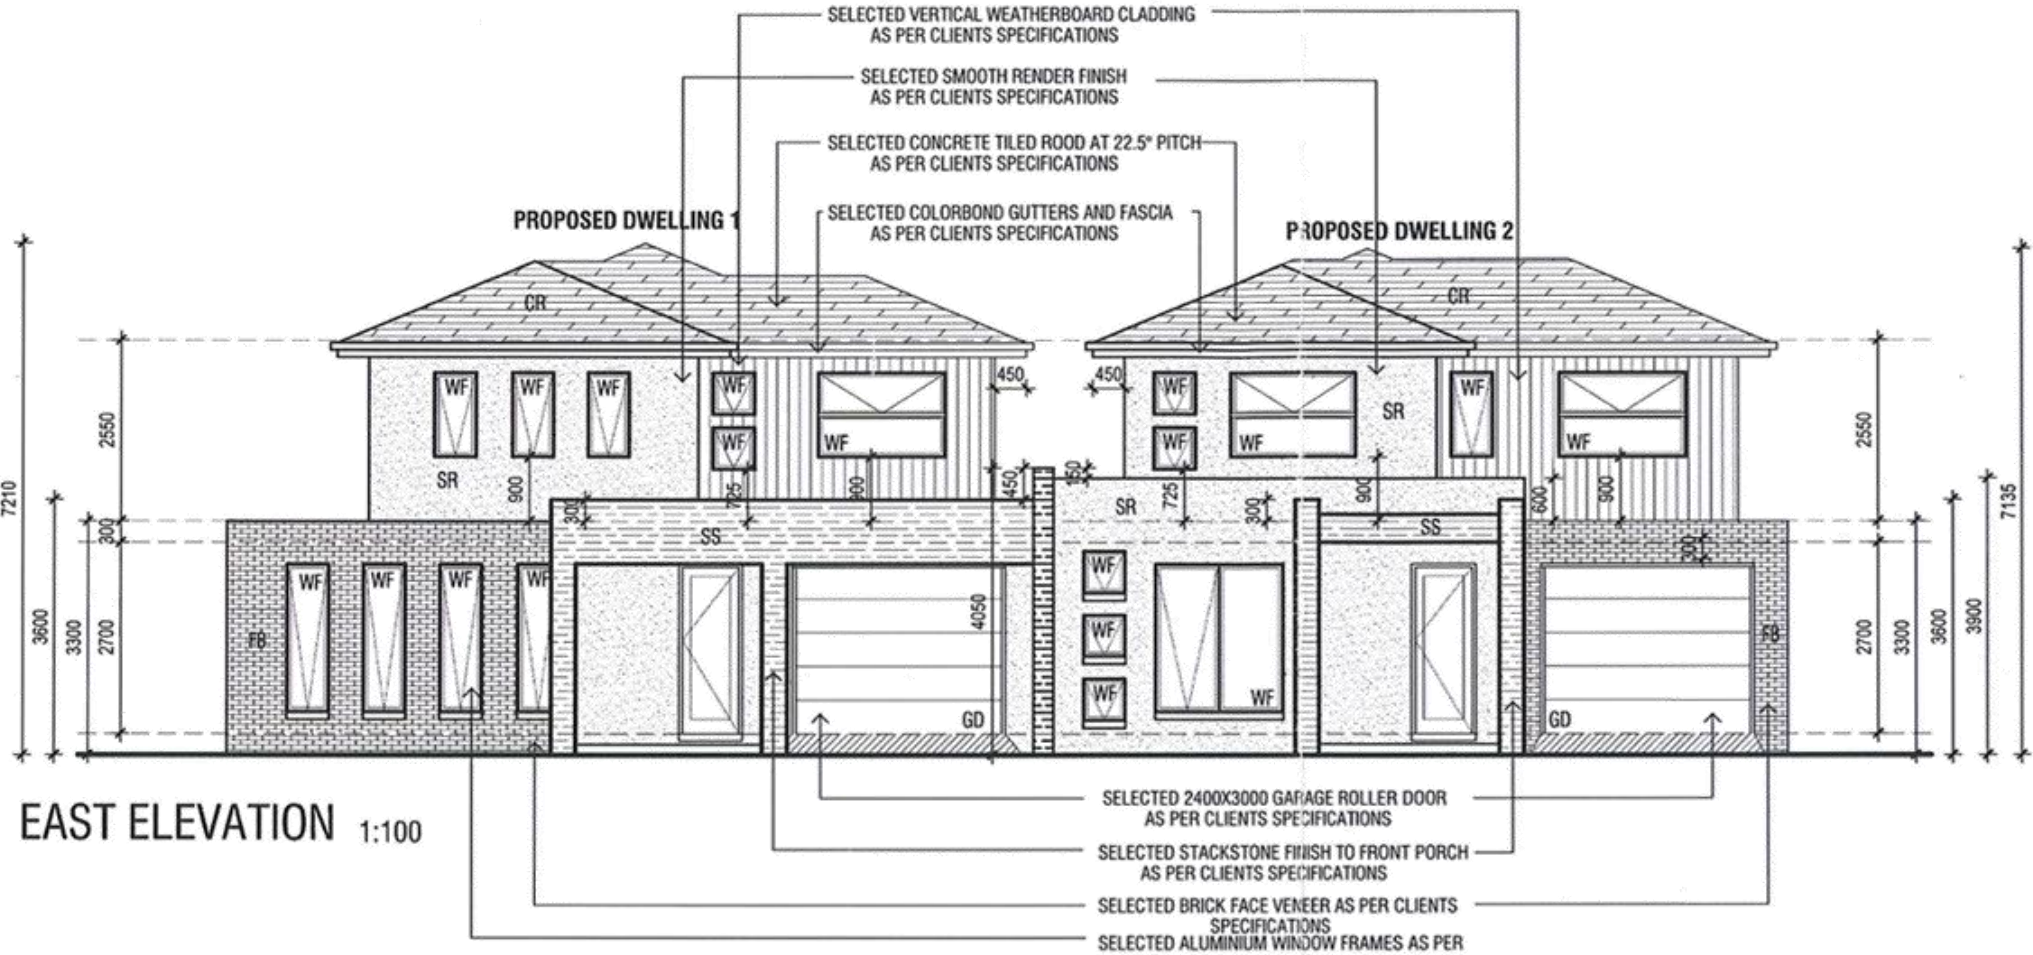 SELECTED VERTICAL WEATHERBOARD CLADDING
AS PER CLIENTS SPECIFICATIONS
SELECTED SMOOTH RENDER FINISH
AS PER CLIENTS SPECIFICATIONS
SELECTED CONCRETE TILED ROOD AT 22.5° PITCH
AS PER CLIENTS SPECIFICATIONS
SELECTED COLORBOND GUTTERS AND FASCIA
AS PER CLIENTS SPECIFICATIONS
PROPOSED DWELLING 1
PROPOSED DWELLING 2
CR
CR
WF WF WF WF WF
WF
SR
450
450
WF WF
WF
WF
SR
WF
WF
2550
2550
900
725
900
450
150
725
900
600
900
7210
3600
3300
300
2700
300
SS
SR
300
SS
300
7135
3900
3600
3300
2700
FB
WF WF WF WF
4050
GD
WF
WF
WF
WF
GD
FB
EAST ELEVATION 1:100
SELECTED 2400X3000 GARAGE ROLLER DOOR
AS PER CLIENTS SPECIFICATIONS
SELECTED STACKSTONE FINISH TO FRONT PORCH
AS PER CLIENTS SPECIFICATIONS
SELECTED BRICK FACE VENEER AS PER CLIENTS
SPECIFICATIONS
SELECTED ALUMINIUM WINDOW FRAMES AS PER